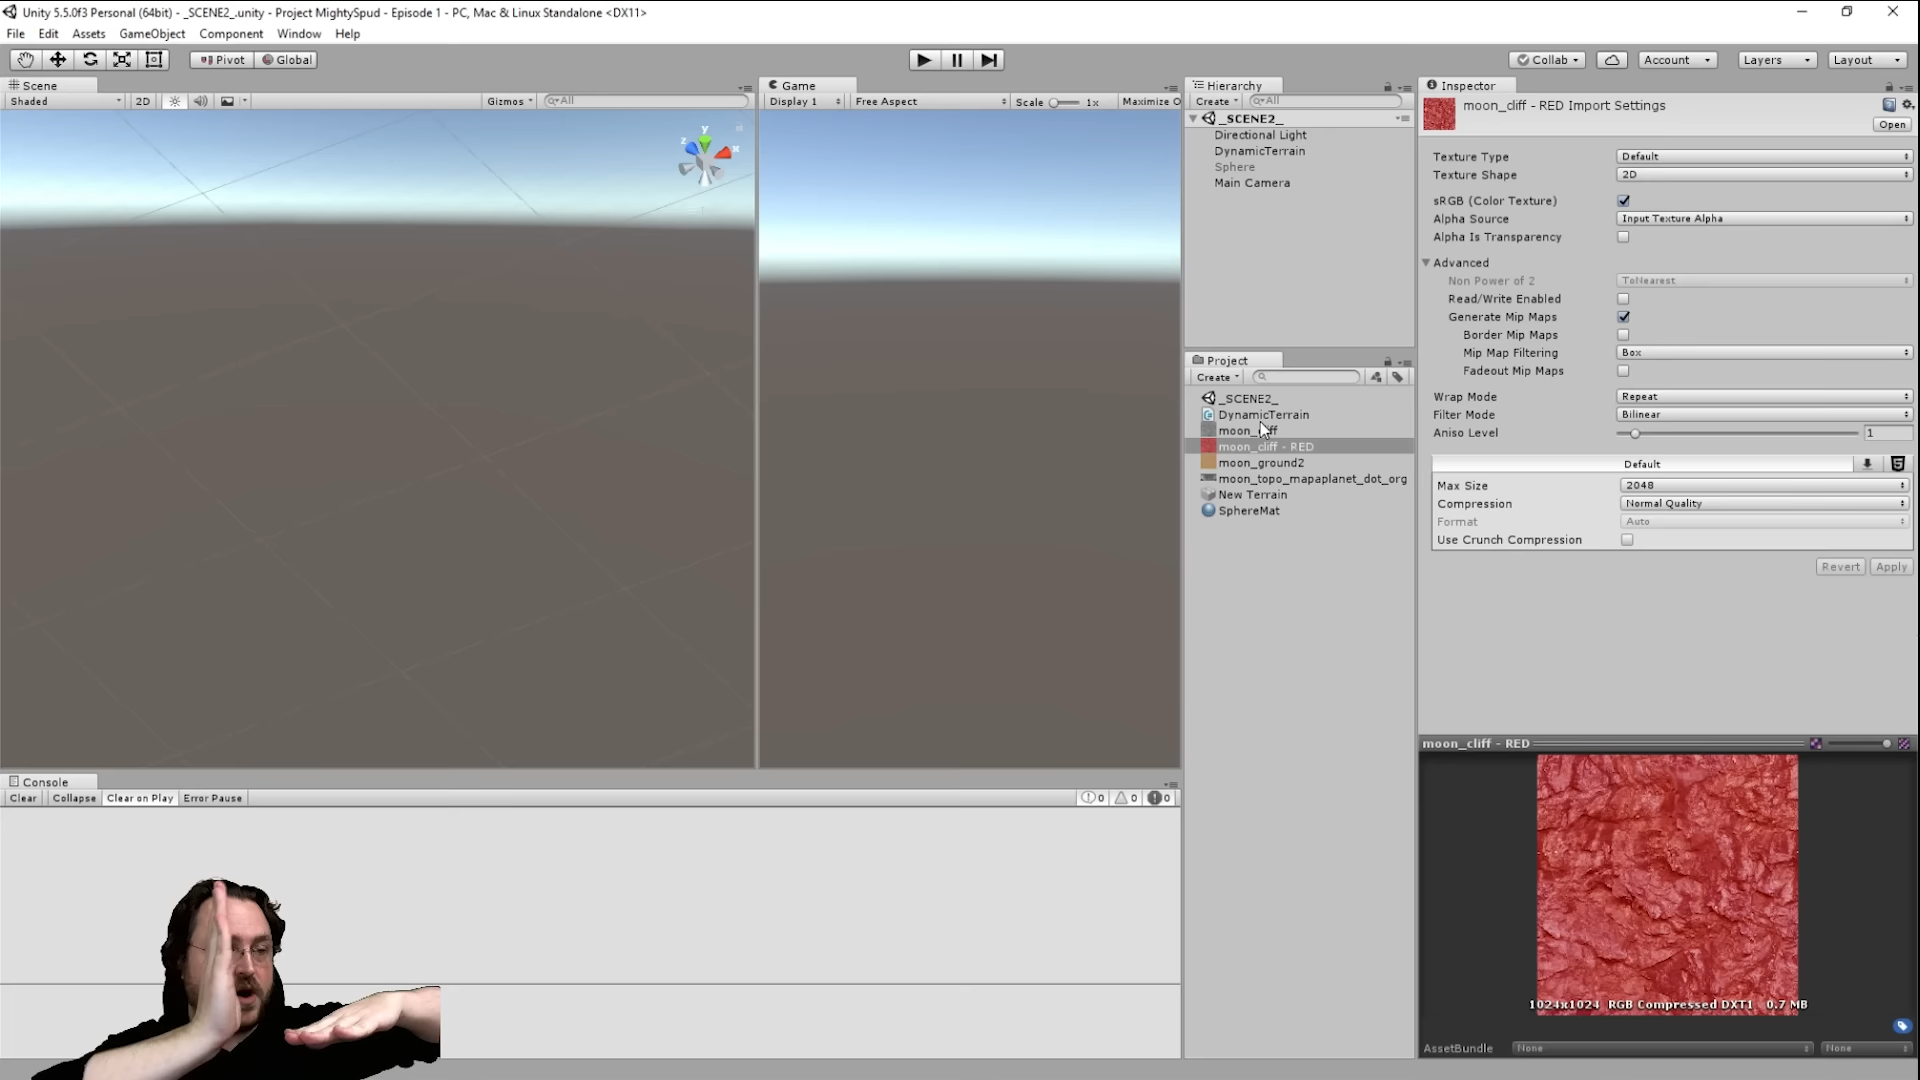 Unity 5.5.0f3 Personal (64bit) - _SCENE2_.unity - Project MightySpud - Episode 1 - PC, Mac & Linux Standalone <DX11>
File Edit Assets GameObject Component Window Help
Pivot Global Collab Account Layers Layout
Scene
Shaded 2D Gizmos All
Game
Display 1 Free Aspect Scale 1x Maximize O
Hierarchy
Create All
_SCENE2_
Directional Light
DynamicTerrain
Sphere
Main Camera
Project
Create
_SCENE2_
DynamicTerrain
moon_cliff
moon_cliff - RED
moon_ground2
moon_topo_mapaplanet_dot_org
New Terrain
SphereMat
Inspector
moon_cliff - RED Import Settings
Open
Texture Type Default
Texture Shape 2D
sRGB (Color Texture)
Alpha Source Input Texture Alpha
Alpha Is Transparency
Advanced
Non Power of 2 ToNearest
Read/Write Enabled
Generate Mip Maps
Border Mip Maps
Mip Map Filtering Box
Fadeout Mip Maps
Wrap Mode Repeat
Filter Mode Bilinear
Aniso Level 1
Default
Max Size 2048
Compression Normal Quality
Format Auto
Use Crunch Compression
Revert Apply
moon_cliff - RED
1024x1024 RGB Compressed DXT1 0.7 MB
AssetBundle None None
Console
Clear Collapse Clear on Play Error Pause 0 0 0
y
z
x